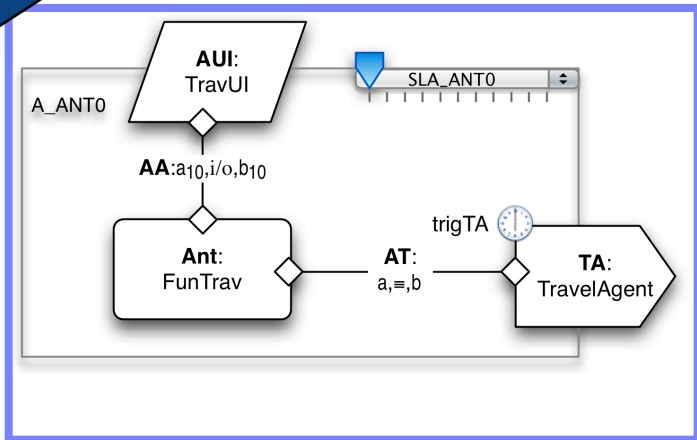 AUI:
TravUI
SLA_ANT0
A_ANT0
AA:a10,i/o,b10
trigTA
Ant:
FunTrav
AT:
a,≡,b
TA:
TravelAgent